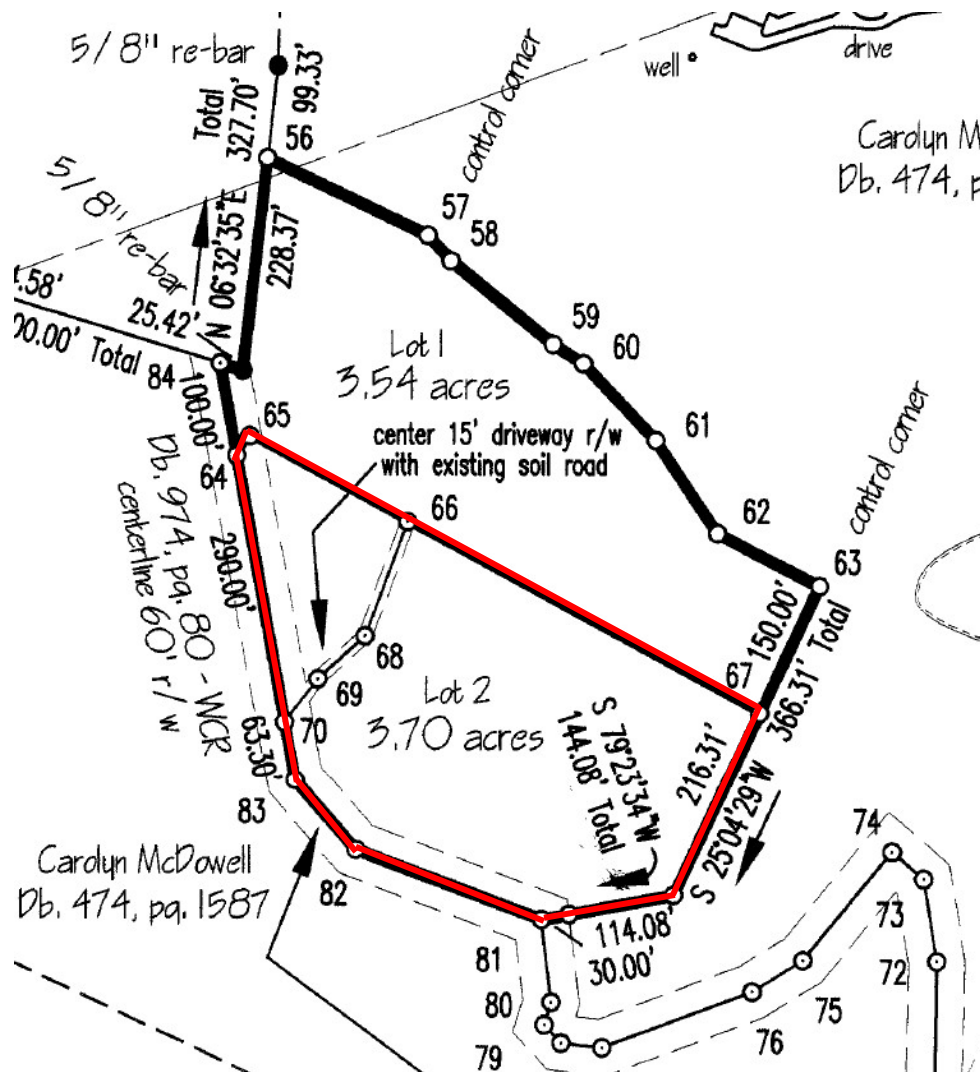 5/8" re-bar
Total
327.70'
99.33'
56
control corner
well
drive
Carolyn M
Db. 474, p
5/8" re-bar
N 06°32'35"E
228.37'
57
58
.58'
00.00' Total
25.42'
84
100.00'
59
60
Lot 1
3.54 acres
65
center 15' driveway r/w
with existing soil road
61
control corner
64
Db. 974, pg. 80 - WCR
centerline 60' r/w
290.00'
66
62
63
150.00'
366.31' Total
68
67
69
Lot 2
3.70 acres
70
63.30'
S 79°23'34"W
144.08' Total
216.31'
S 25°04'29"W
83
74
Carolyn McDowell
Db. 474, pg. 1587
82
73
114.08'
30.00'
81
72
80
75
76
79